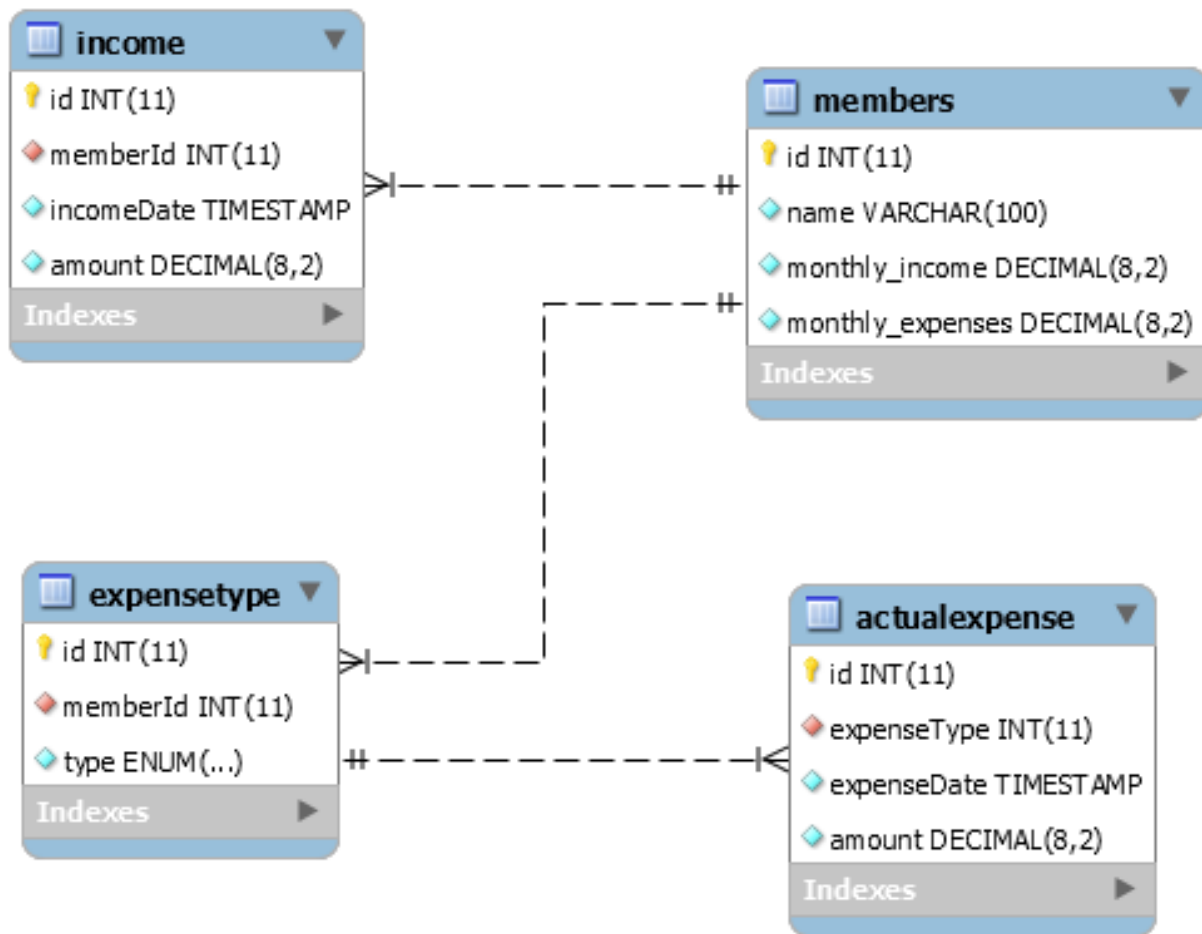 income
id INT(11)
memberId INT(11)
incomeDate TIMESTAMP
amount DECIMAL(8,2)
Indexes
members
id INT(11)
name VARCHAR(100)
monthly_income DECIMAL(8,2)
monthly_expenses DECIMAL(8,2)
Indexes
expensetype
id INT(11)
memberId INT(11)
type ENUM(...)
Indexes
actualexpense
id INT(11)
expenseType INT(11)
expenseDate TIMESTAMP
amount DECIMAL(8,2)
Indexes